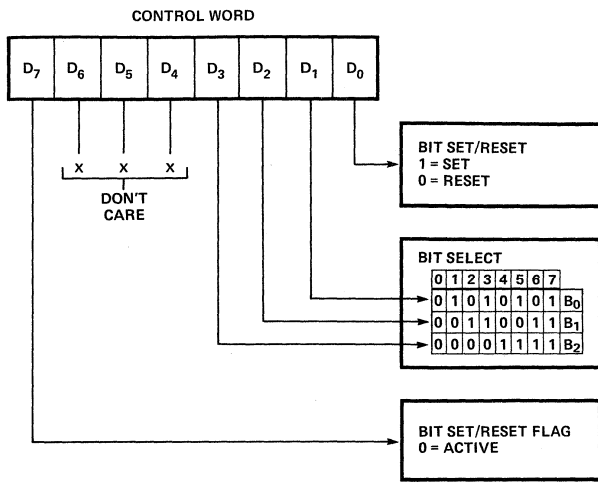 CONTROL WORD
D7 D6 D5 D4 D3 D2 D1 D0
X X X
DON'T
CARE
BIT SET/RESET
1 = SET
0 = RESET
BIT SELECT
0 1 2 3 4 5 6 7
0 1 0 1 0 1 0 1 B0
0 0 1 1 0 0 1 1 B1
0 0 0 0 1 1 1 1 B2
BIT SET/RESET FLAG
0 = ACTIVE